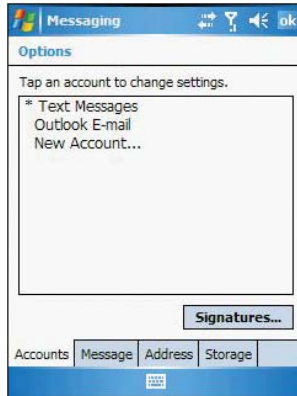 Messaging
ok
Options
Tap an account to change settings.
* Text Messages
Outlook E-mail
New Account...
Signatures...
Accounts Message Address Storage